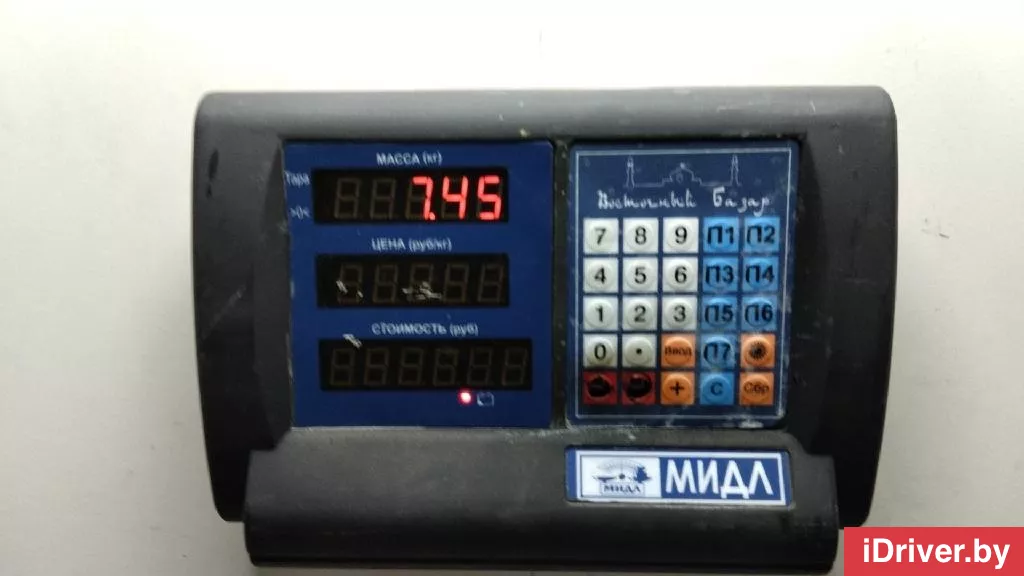 МАССА (кг)
Тара
7.45
>0<
ЦЕНА (руб/кг)
СТОИМОСТЬ (руб)
Восточный Базар
7 8 9 П1 П2
4 5 6 П3 П4
1 2 3 П5 П6
0 . Ввод П7 *
+ С Сбр
МИДЛ МИДЛ
iDriver.by